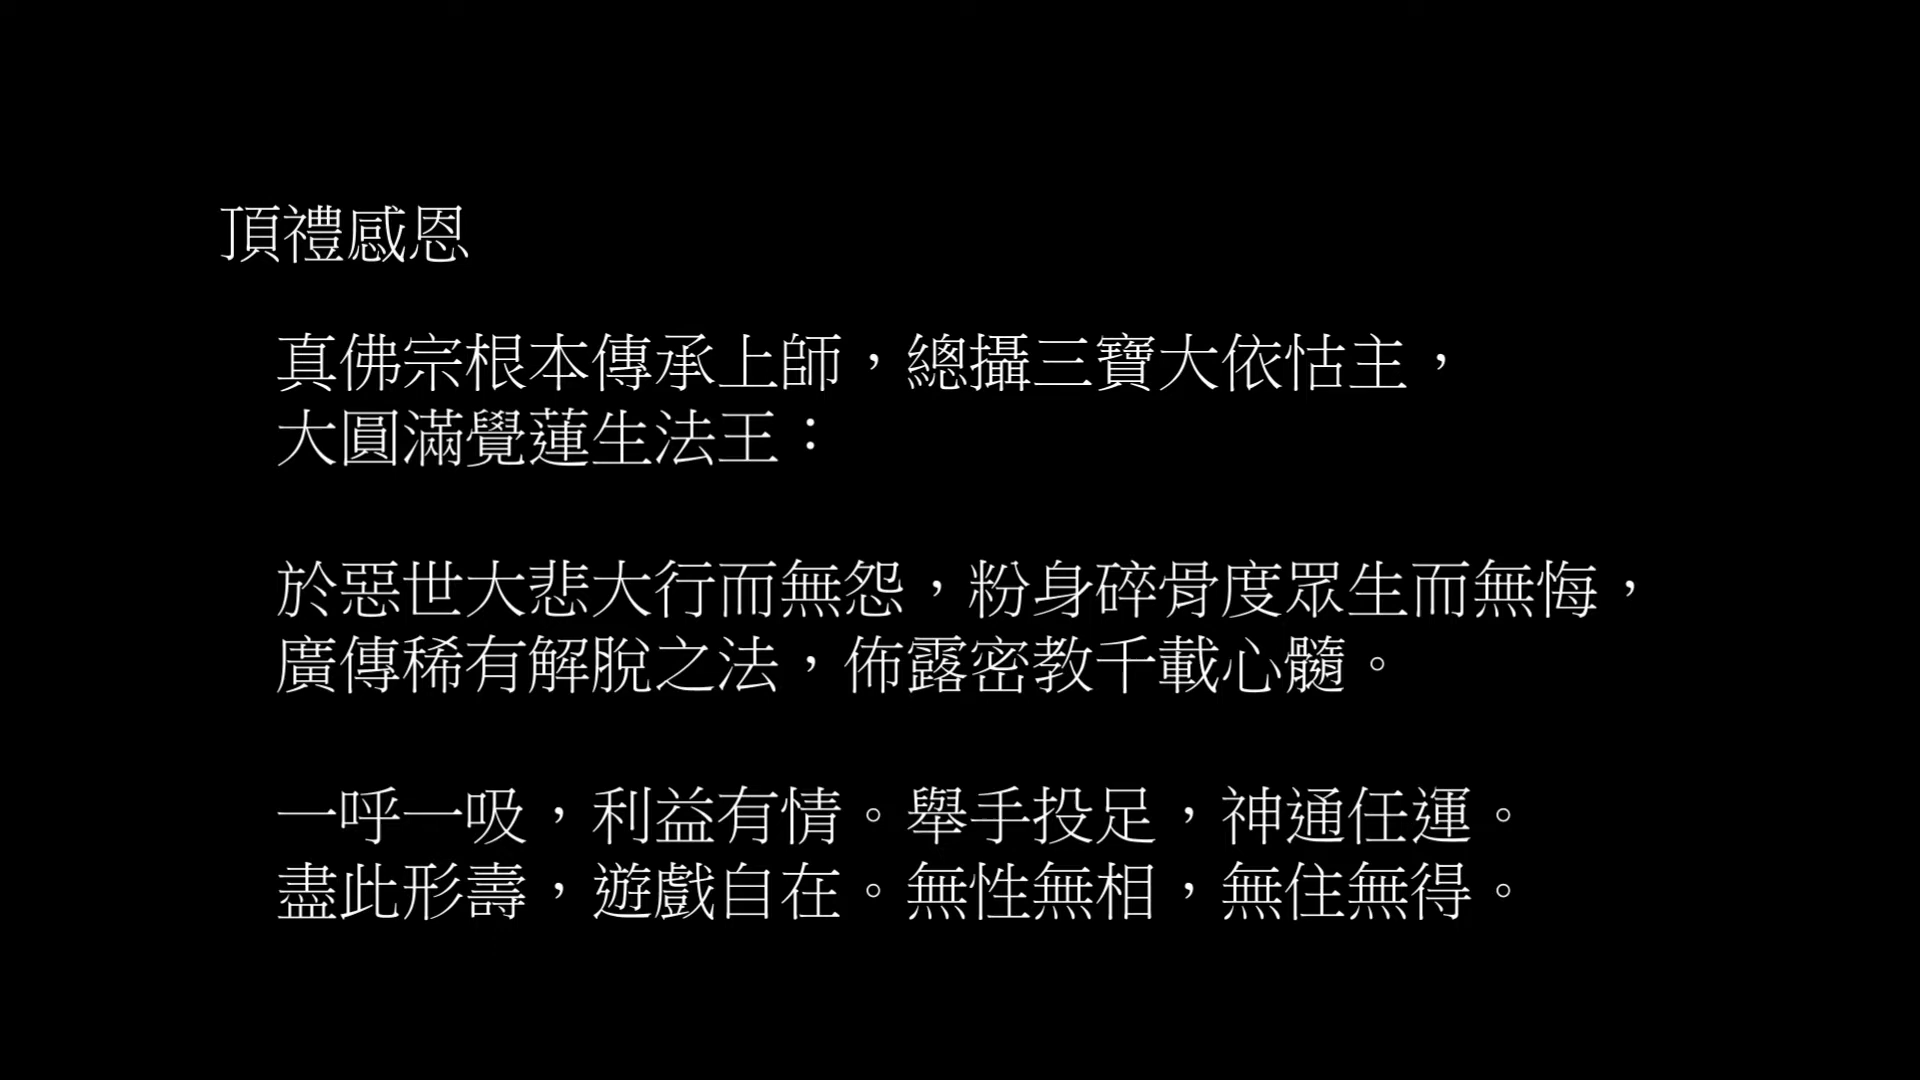 頂禮感恩
真佛宗根本傳承上師，總攝三寶大依怙主，
大圓滿覺蓮生法王：
於惡世大悲大行而無怨，粉身碎骨度眾生而無悔，
廣傳稀有解脫之法，佈露密教千載心髓。
一呼一吸，利益有情。舉手投足，神通任運。
盡此形壽，遊戲自在。無性無相，無住無得。